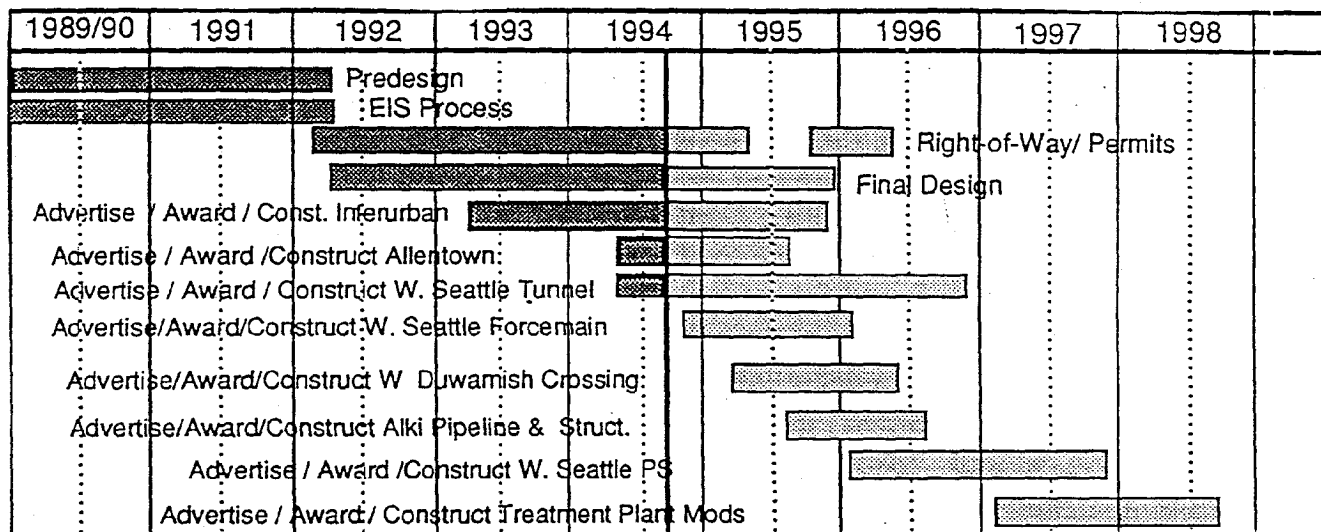 1989/90 1991 1992 1993 1994 1995 1996 1997 1998
Predesign
EIS Process
Right-of-Way/ Permits
Final Design
Advertise / Award / Const. Inferurban
Advertise / Award /Construct Allentown
Advertise / Award / Construct W. Seattle Tunnel
Advertise/Award/Construct W. Seattle Forcemain
Advertise/Award/Construct W Duwamish Crossing
Advertise/Award/Construct Alki Pipeline & Struct.
Advertise / Award /Construct W. Seattle PS
Advertise / Award / Construct Treatment Plant Mods